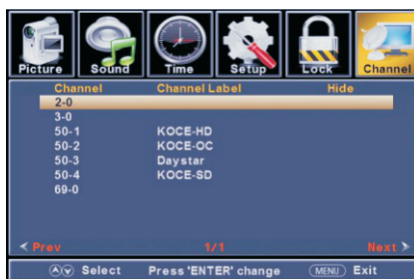 Picture Sound Time Setup Lock Channel
Channel Channel Label Hide
2-0
3-0
50-1 KOCE-HD
50-2 KOCE-OC
50-3 Daystar
50-4 KOCE-SD
69-0
Prev 1/1 Next
Select Press 'ENTER' change MENU Exit